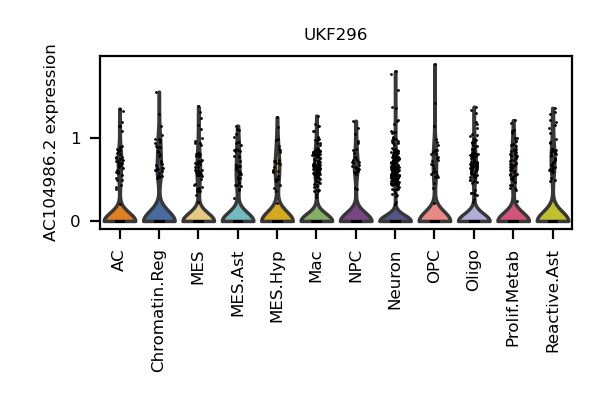 UKF296
AC104986.2 expression
1
0
AC
Chromatin.Reg
MES
MES.Ast
MES.Hyp
Mac
NPC
Neuron
OPC
Oligo
Prolif.Metab
Reactive.Ast